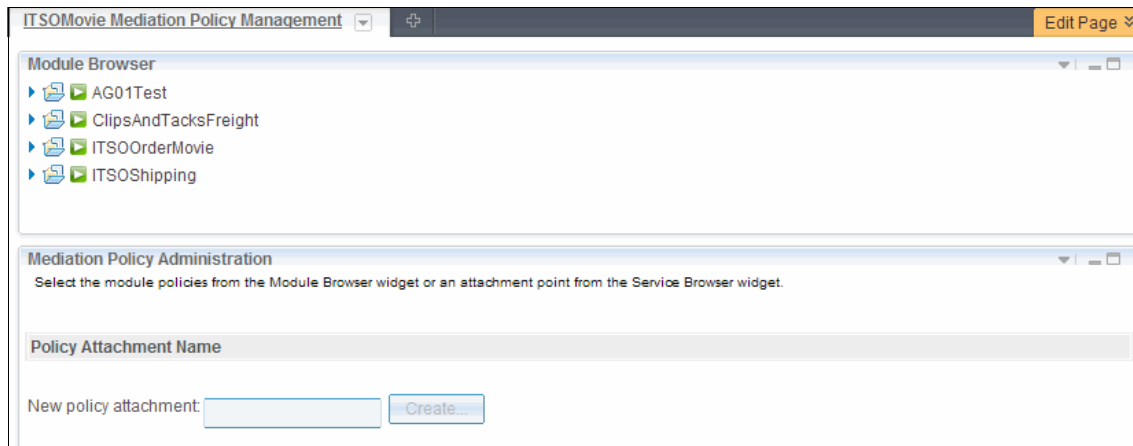 ITSOMovie Mediation Policy Management
Edit Page
Module Browser
AG01Test
ClipsAndTacksFreight
ITSOOrderMovie
ITSOShipping
Mediation Policy Administration
Select the module policies from the Module Browser widget or an attachment point from the Service Browser widget.
Policy Attachment Name
New policy attachment: Create...